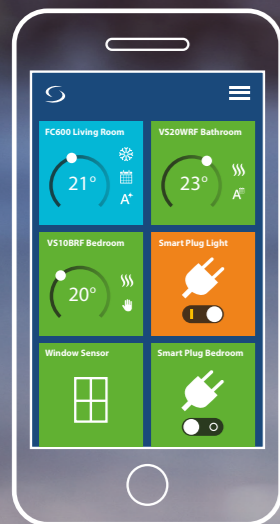 FC600 Living Room
21°
A+
VS20WRF Bathroom
23°
A
VS10BRF Bedroom
20°
Smart Plug Light
Window Sensor
Smart Plug Bedroom